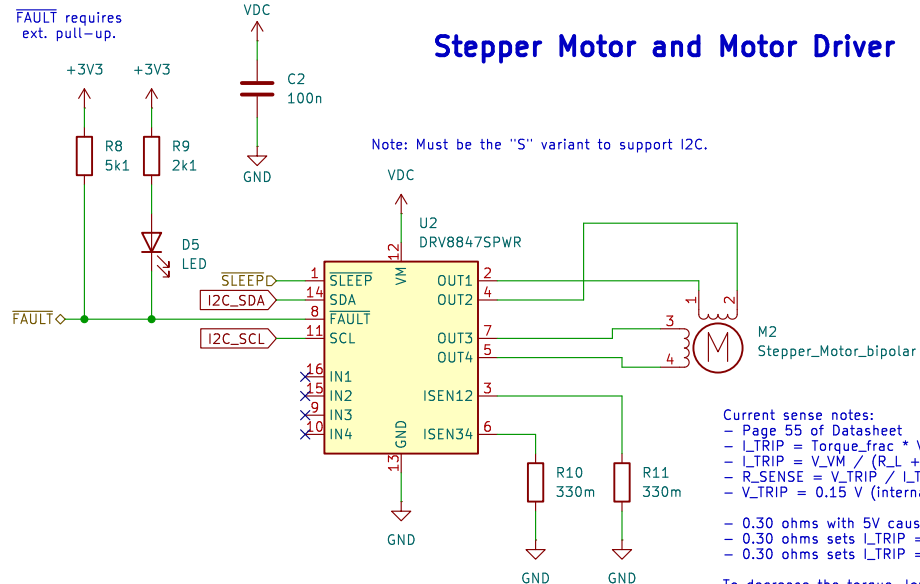 FAULT requires
ext. pull-up.
VDC
Stepper Motor and Motor Driver
+3V3
+3V3
C2
100n
R8
5k1
R9
2k1
GND
Note: Must be the "S" variant to support I2C.
VDC
U2
DRV8847SPWR
12
VM
D5
LED
SLEEP
1
SLEEP
OUT1
2
I2C_SDA
14
SDA
OUT2
4
1
2
FAULT
8
FAULT
3
I2C_SCL
11
SCL
OUT3
7
M
M2
Stepper_Motor_bipolar
OUT4
5
4
16
IN1
15
IN2
ISEN12
3
9
IN3
10
IN4
ISEN34
6
GND
13
Current sense notes:
- Page 55 of Datasheet
- I_TRIP = Torque_frac *
- I_TRIP = V_VM / (R_L +
- R_SENSE = V_TRIP /
- V_TRIP = 0.15 V
R10
330m
R11
330m
- 0.30 ohms with 5V
- 0.30 ohms sets I_TRIP =
- 0.30 ohms sets I_TRIP =
GND
GND
GND